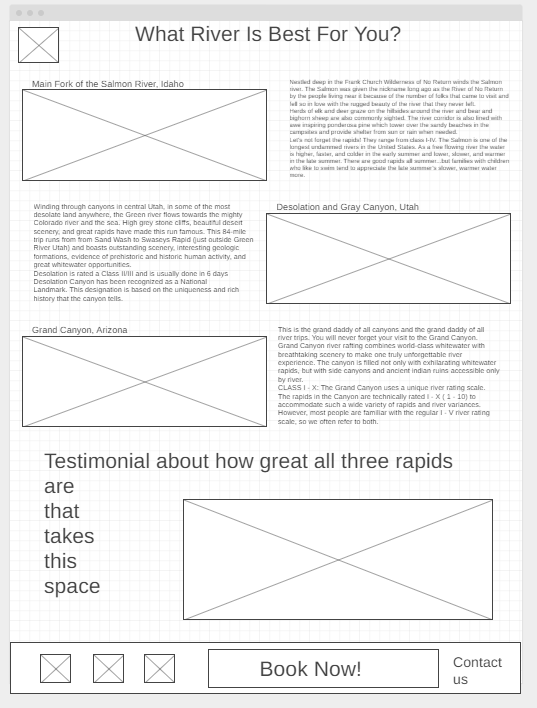 What River Is Best For You?
Main Fork of the Salmon River, Idaho
Nestled deep in the Frank Church Wilderness of No Return winds the Salmon
river. The Salmon was given the nickname long ago as the River of No Return
by the people living near it because of the number of folks that came to visit and
fell so in love with the rugged beauty of the river that they never left.
Herds of elk and deer graze on the hillsides around the river and bear and
bighorn sheep are also commonly sighted. The river corridor is also lined with
awe inspiring ponderosa pine which tower over the sandy beaches in the
campsites and provide shelter from sun or rain when needed.
Let's not forget the rapids! They range from class I-IV. The Salmon is one of the
longest undammed rivers in the United States. As a free flowing river the water
is higher, faster, and colder in the early summer and lower, slower, and warmer
in the late summer. There are good rapids all summer...but families with children
who like to swim tend to appreciate the late summer's slower, warmer water
more.
Winding through canyons in central Utah, in some of the most
desolate land anywhere, the Green river flows towards the mighty
Colorado river and the sea. High grey stone cliffs, beautiful desert
scenery, and great rapids have made this run famous. This 84-mile
trip runs from from Sand Wash to Swaseys Rapid (just outside Green
River Utah) and boasts outstanding scenery, interesting geologic
formations, evidence of prehistoric and historic human activity, and
great whitewater opportunities.
Desolation is rated a Class II/III and is usually done in 6 days
Desolation Canyon has been recognized as a National
Landmark. This designation is based on the uniqueness and rich
history that the canyon tells.
Desolation and Gray Canyon, Utah
Grand Canyon, Arizona
This is the grand daddy of all canyons and the grand daddy of all
river trips. You will never forget your visit to the Grand Canyon.
Grand Canyon river rafting combines world-class whitewater with
breathtaking scenery to make one truly unforgettable river
experience. The canyon is filled not only with exhilarating whitewater
rapids, but with side canyons and ancient indian ruins accessible only
by river.
CLASS I - X: The Grand Canyon uses a unique river rating scale.
The rapids in the Canyon are technically rated I - X ( 1 - 10) to
accommodate such a wide variety of rapids and river variances.
However, most people are familiar with the regular I - V river rating
scale, so we often refer to both.
Testimonial about how great all three rapids
are
that
takes
this
space
Book Now!
Contact
us